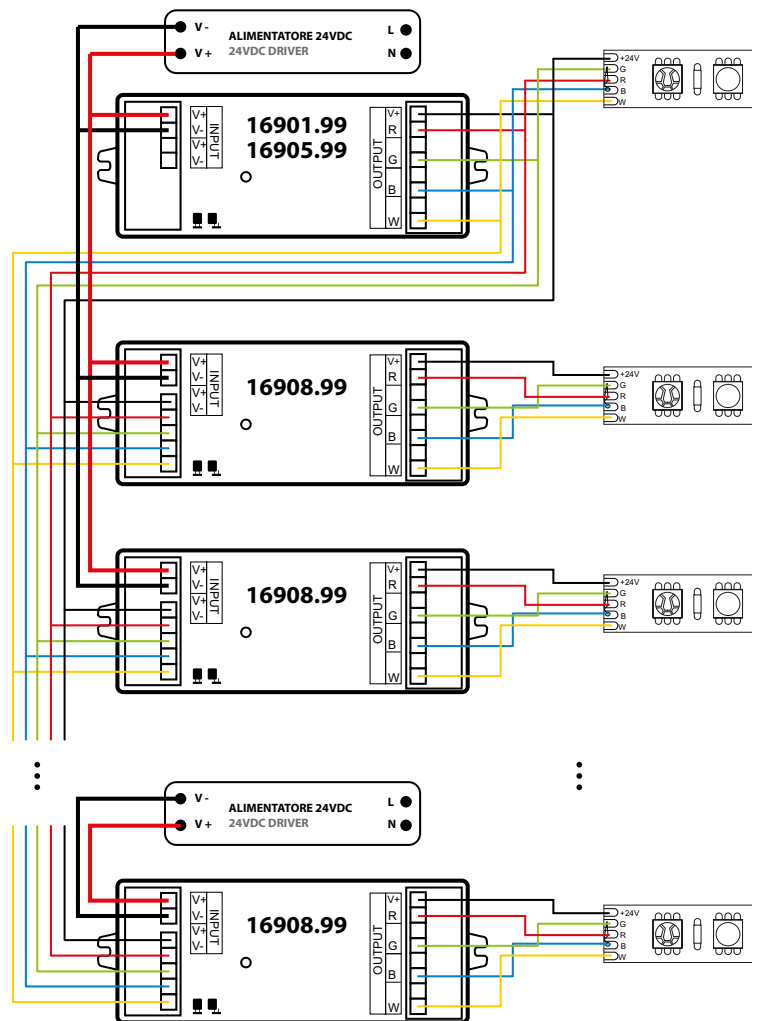 V -
ALIMENTATORE 24VDC
L
V +
24VDC DRIVER
N
+24V
G
R
B
W
V+
V-
V+
V-
INPUT
16901.99
16905.99
OUTPUT
V+
R
G
B
W
V+
V-
V+
V-
INPUT
16908.99
OUTPUT
V+
R
G
B
W
+24V
G
R
B
W
V+
V-
V+
V-
INPUT
16908.99
OUTPUT
V+
R
G
B
W
+24V
G
R
B
W
V -
ALIMENTATORE 24VDC
L
V +
24VDC DRIVER
N
V+
V-
V+
V-
INPUT
16908.99
OUTPUT
V+
R
G
B
W
+24V
G
R
B
W